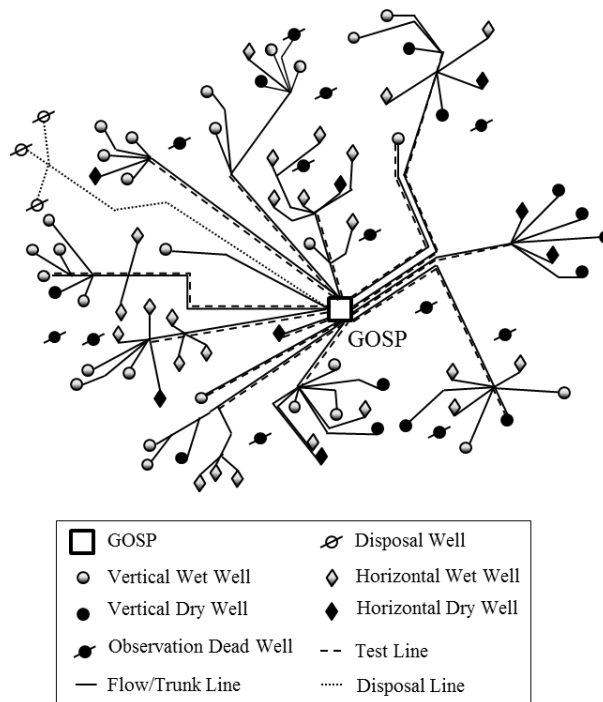 GOSP
GOSP
Disposal Well
Vertical Wet Well
Horizontal Wet Well
Vertical Dry Well
Horizontal Dry Well
Observation Dead Well
Test Line
Flow/Trunk Line
Disposal Line